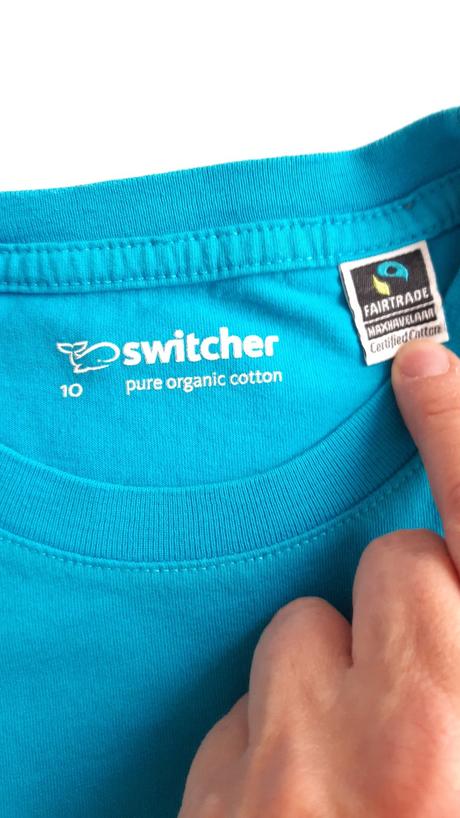 switcher
10 pure organic cotton
FAIRTRADE
MAXHAVELAAR
Certified Cotton